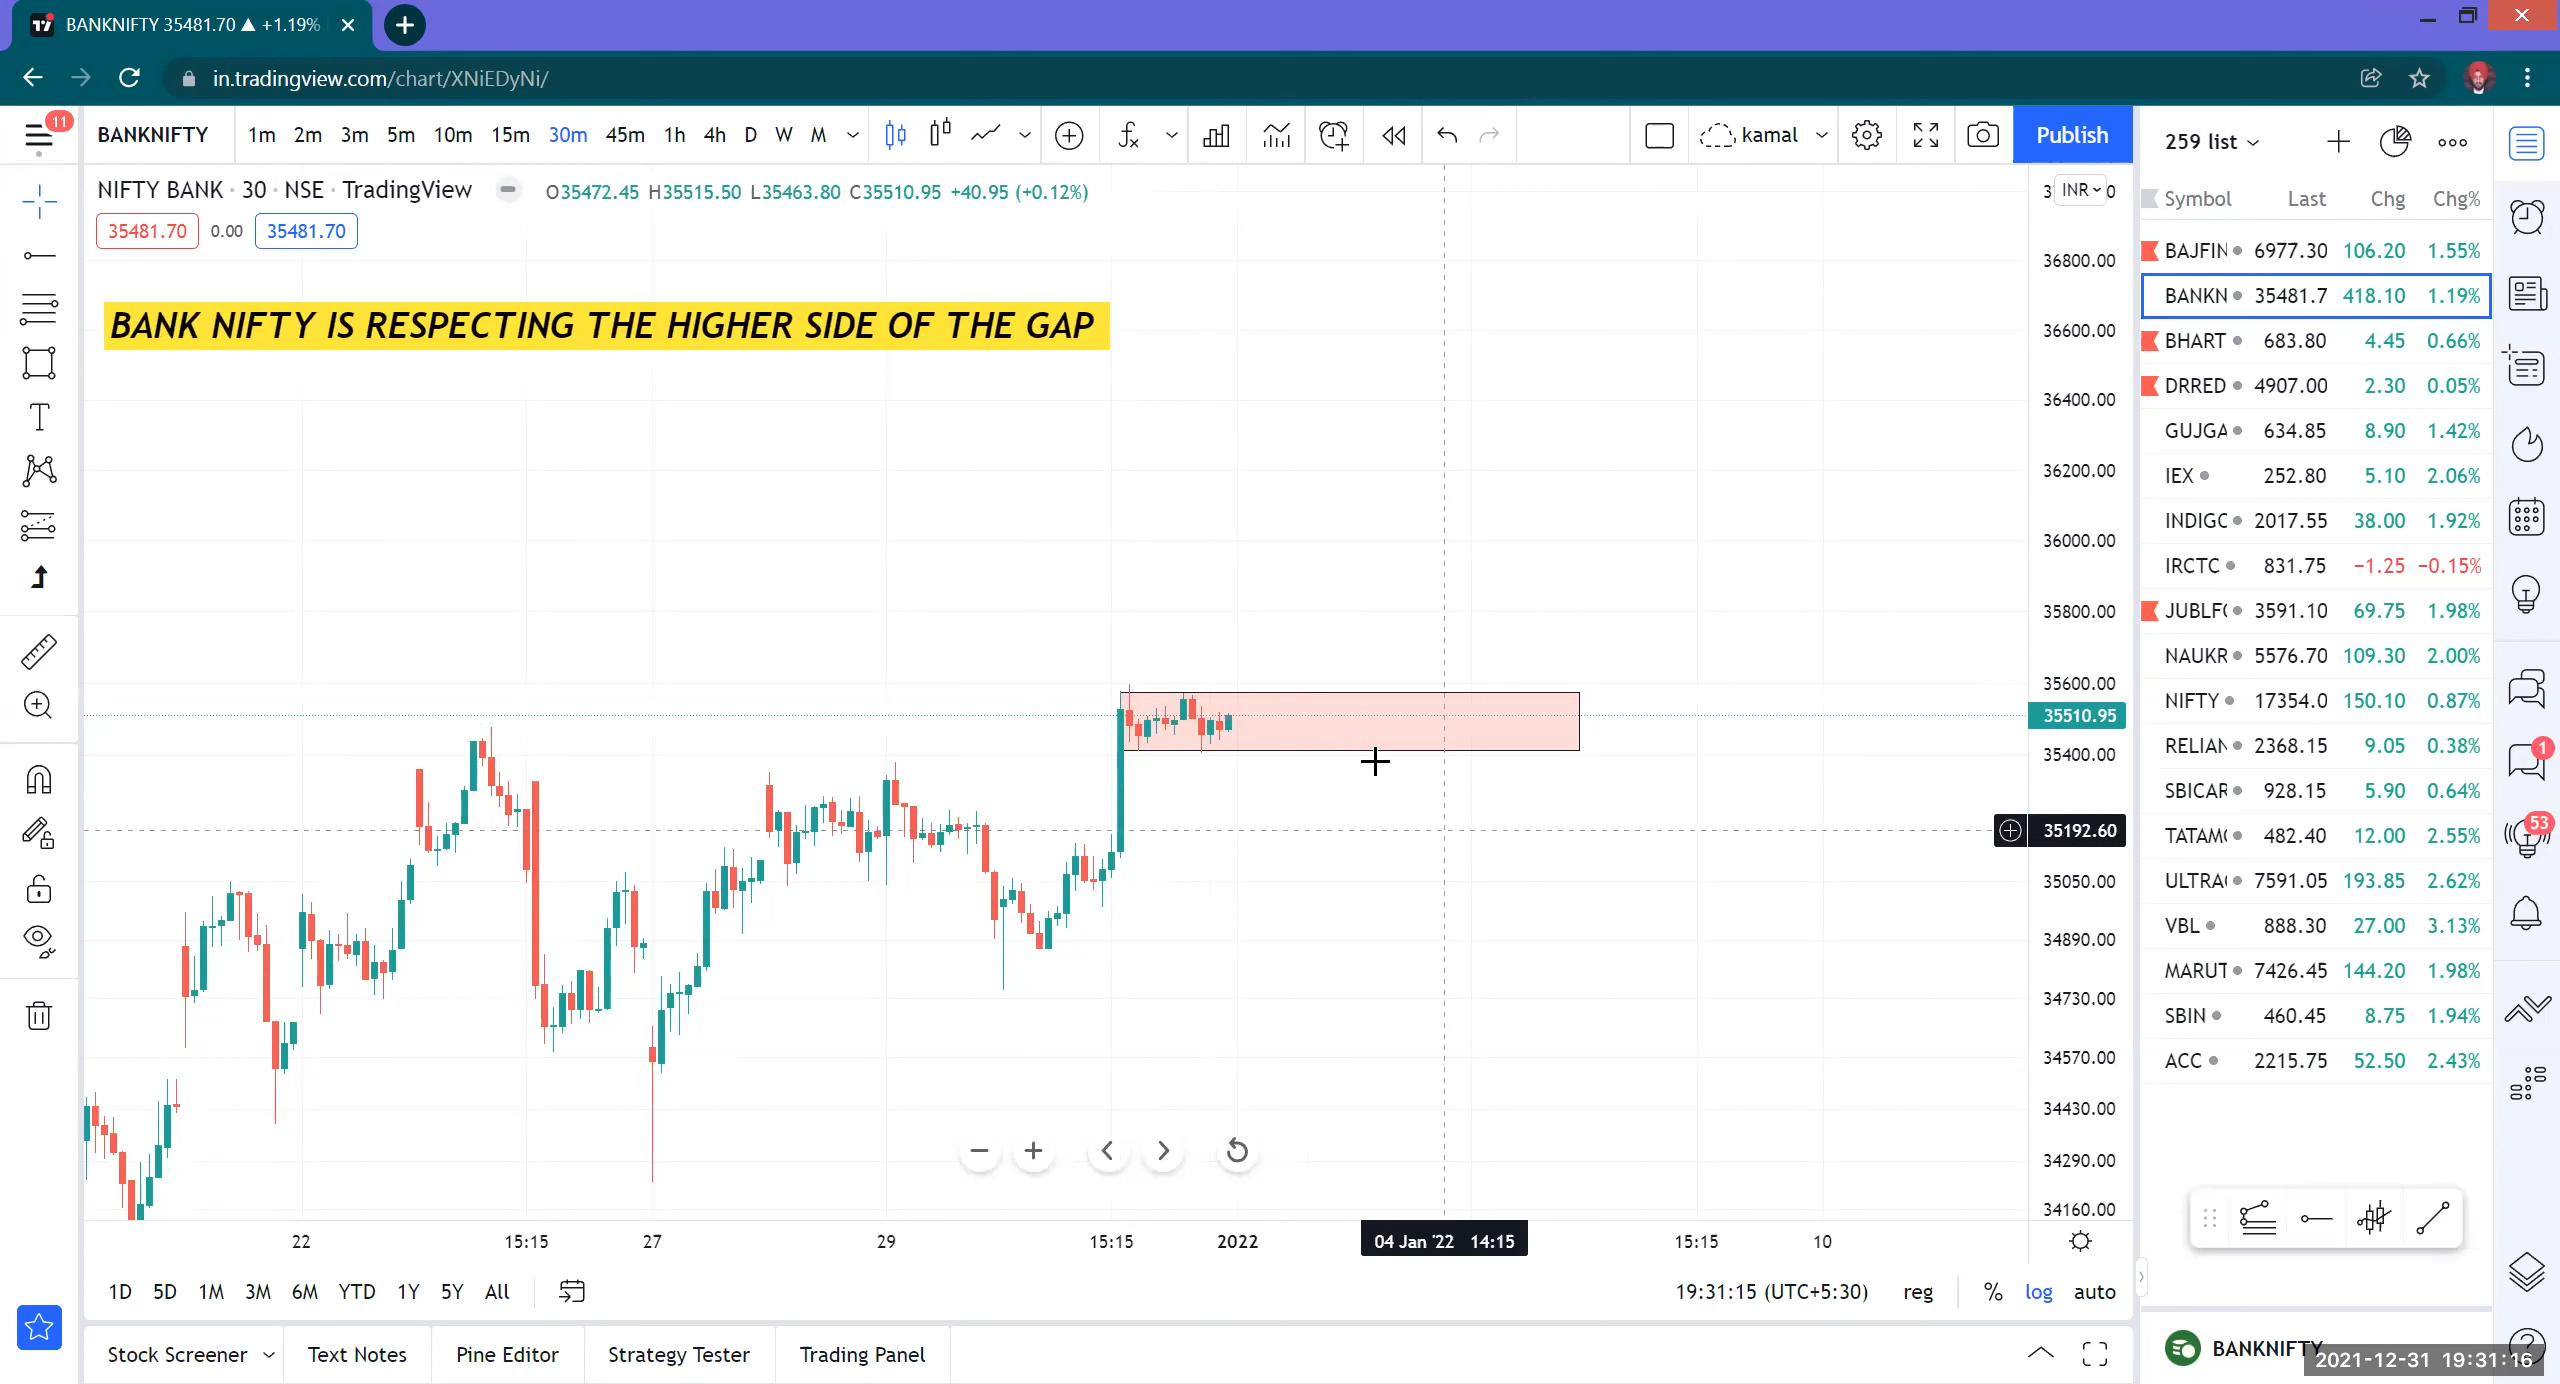 BANKNIFTY 35481.70 ▲ +1.19%
in.tradingview.com/chart/XNiEDyNi/
11
BANKNIFTY 1m 2m 3m 5m 10m 15m 30m 45m 1h 4h D W M kamal Publish
NIFTY BANK · 30 · NSE · TradingView O35472.45 H35515.50 L35463.80 C35510.95 +40.95 (+0.12%)
35481.70 0.00 35481.70
BANK NIFTY IS RESPECTING THE HIGHER SIDE OF THE GAP
INR
36800.00
36600.00
36400.00
36200.00
36000.00
35800.00
35600.00
35510.95
35400.00
35192.60
35050.00
34890.00
34730.00
34570.00
34430.00
34290.00
34160.00
22 15:15 27 29 15:15 2022 04 Jan '22 14:15 15:15 10
1D 5D 1M 3M 6M YTD 1Y 5Y All 19:31:15 (UTC+5:30) reg % log auto
Stock Screener Text Notes Pine Editor Strategy Tester Trading Panel
259 list
Symbol Last Chg Chg%
BAJFIN 6977.30 106.20 1.55%
BANKN 35481.7 418.10 1.19%
BHART 683.80 4.45 0.66%
DRRED 4907.00 2.30 0.05%
GUJGA 634.85 8.90 1.42%
IEX 252.80 5.10 2.06%
INDIGO 2017.55 38.00 1.92%
IRCTC 831.75 −1.25 −0.15%
JUBLF 3591.10 69.75 1.98%
NAUKR 5576.70 109.30 2.00%
NIFTY 17354.0 150.10 0.87%
RELIAN 2368.15 9.05 0.38%
SBICAR 928.15 5.90 0.64%
TATAM 482.40 12.00 2.55%
ULTRA 7591.05 193.85 2.62%
VBL 888.30 27.00 3.13%
MARUT 7426.45 144.20 1.98%
SBIN 460.45 8.75 1.94%
ACC 2215.75 52.50 2.43%
1
53
BANKNIFTY
2021-12-31 19:31:16